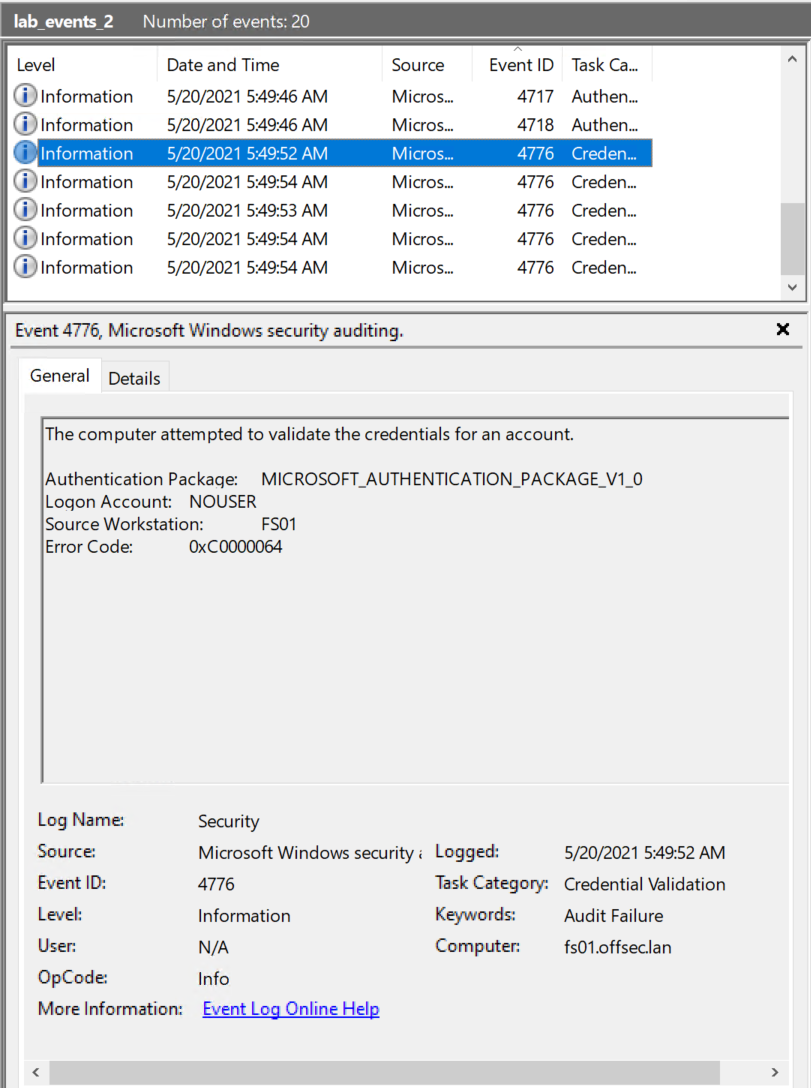 lab_events_2 Number of events: 20
Level Date and Time Source Event ID Task Ca...
Information 5/20/2021 5:49:46 AM Micros... 4717 Authen...
Information 5/20/2021 5:49:46 AM Micros... 4718 Authen...
Information 5/20/2021 5:49:52 AM Micros... 4776 Creden...
Information 5/20/2021 5:49:54 AM Micros... 4776 Creden...
Information 5/20/2021 5:49:53 AM Micros... 4776 Creden...
Information 5/20/2021 5:49:54 AM Micros... 4776 Creden...
Information 5/20/2021 5:49:54 AM Micros... 4776 Creden...
Event 4776, Microsoft Windows security auditing.
General Details
The computer attempted to validate the credentials for an account.
Authentication Package: MICROSOFT_AUTHENTICATION_PACKAGE_V1_0
Logon Account: NOUSER
Source Workstation: FS01
Error Code: 0xC0000064
Log Name: Security
Source: Microsoft Windows security a Logged: 5/20/2021 5:49:52 AM
Event ID: 4776 Task Category: Credential Validation
Level: Information Keywords: Audit Failure
User: N/A Computer: fs01.offsec.lan
OpCode: Info
More Information: Event Log Online Help